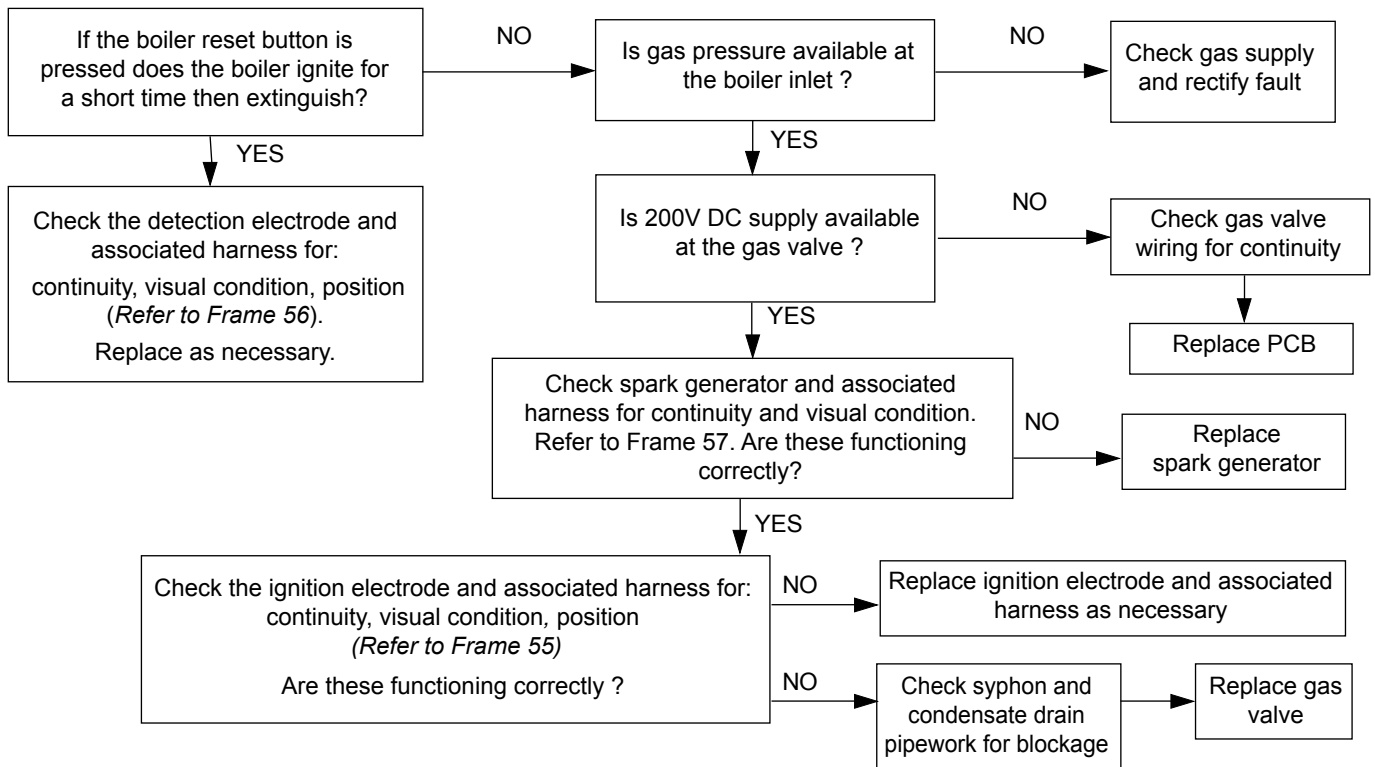 If the boiler reset button is
pressed does the boiler ignite for
a short time then extinguish?
NO
Is gas pressure available at
the boiler inlet ?
NO
Check gas supply
and rectify fault
YES
YES
Check the detection electrode and
associated harness for:
continuity, visual condition, position
(Refer to Frame 56).
Replace as necessary.
Is 200V DC supply available
at the gas valve ?
NO
Check gas valve
wiring for continuity
Replace PCB
YES
Check spark generator and associated
harness for continuity and visual condition.
Refer to Frame 57. Are these functioning
correctly?
NO
Replace
spark generator
YES
Check the ignition electrode and associated harness for:
continuity, visual condition, position
(Refer to Frame 55)
Are these functioning correctly ?
NO
Replace ignition electrode and associated
harness as necessary
NO
Check syphon and
condensate drain
pipework for blockage
Replace gas
valve